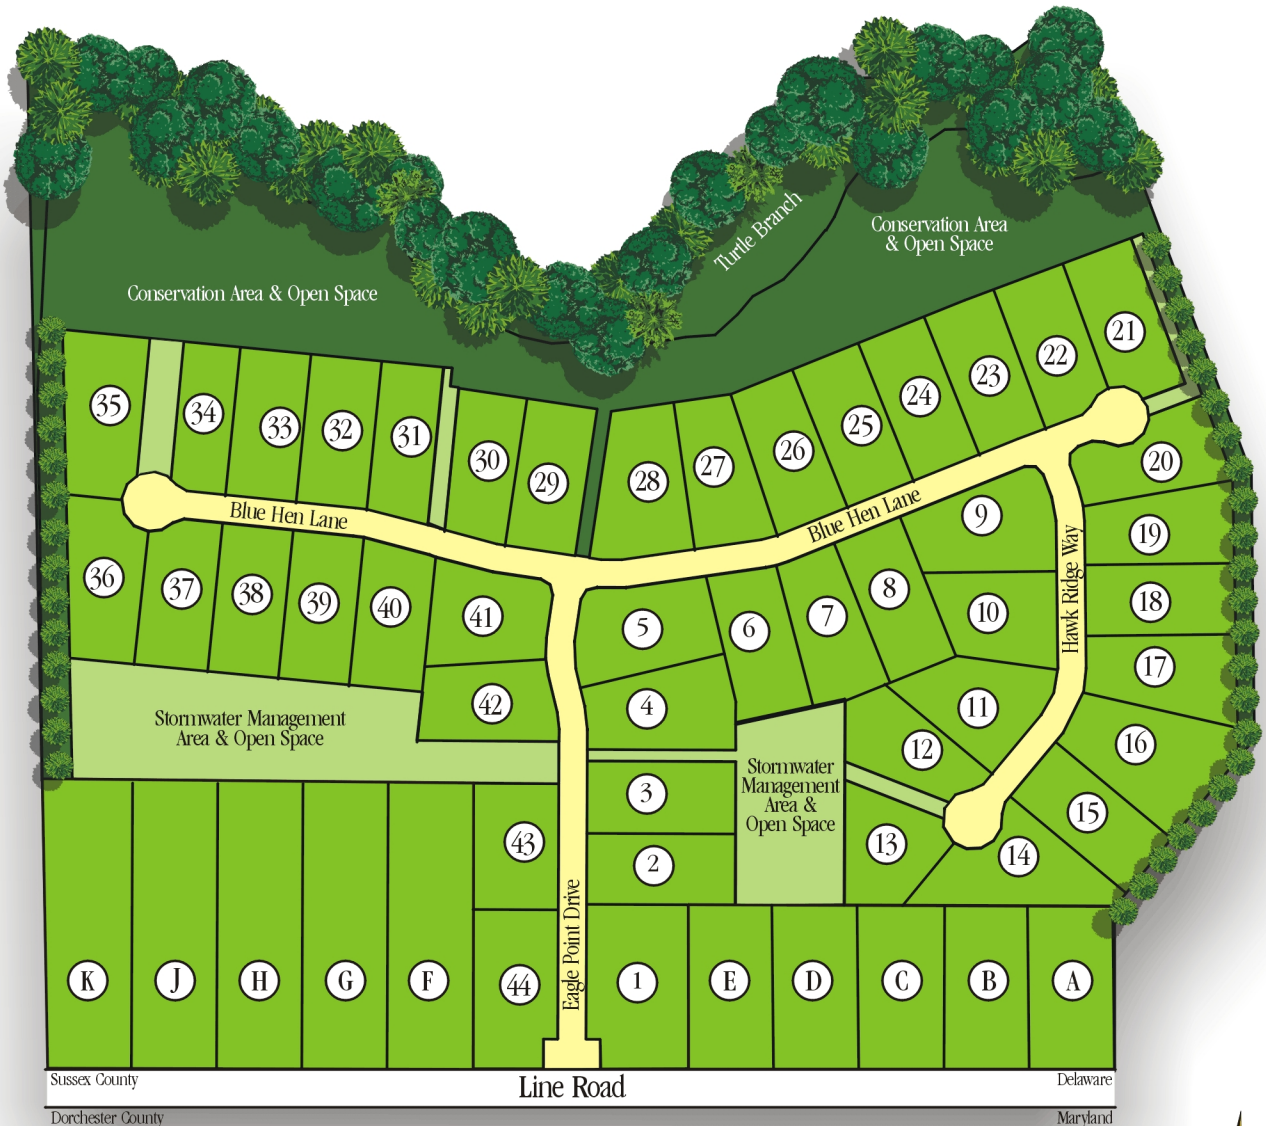 Turtle Branch
Conservation Area
& Open Space
Conservation Area & Open Space
21
22
23
24
25
26
27
28
29
30
31
32
33
34
35
20
19
18
17
16
15
14
13
12
11
10
9
8
7
6
5
4
3
2
36
37
38
39
40
41
42
43
44
1
Blue Hen Lane
Blue Hen Lane
Hawk Ridge Way
Eagle Point Drive
Stormwater Management
Area & Open Space
Stormwater
Management
Area &
Open Space
K
J
H
G
F
E
D
C
B
A
Sussex County
Line Road
Delaware
Dorchester County
Maryland